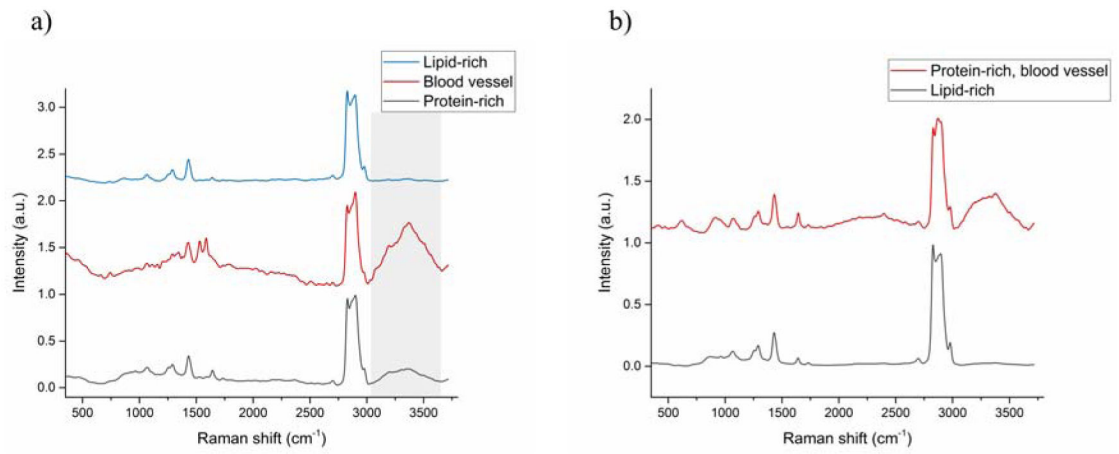 a)
Lipid-rich
Blood vessel
Protein-rich
3.0
2.5
2.0
1.5
1.0
0.5
0.0
Intensity (a.u.)
500 1000 1500 2000 2500 3000 3500
Raman shift (cm⁻¹)
b)
Protein-rich, blood vessel
Lipid-rich
2.0
1.5
1.0
0.5
0.0
Intensity (a.u.)
500 1000 1500 2000 2500 3000 3500
Raman shift (cm⁻¹)